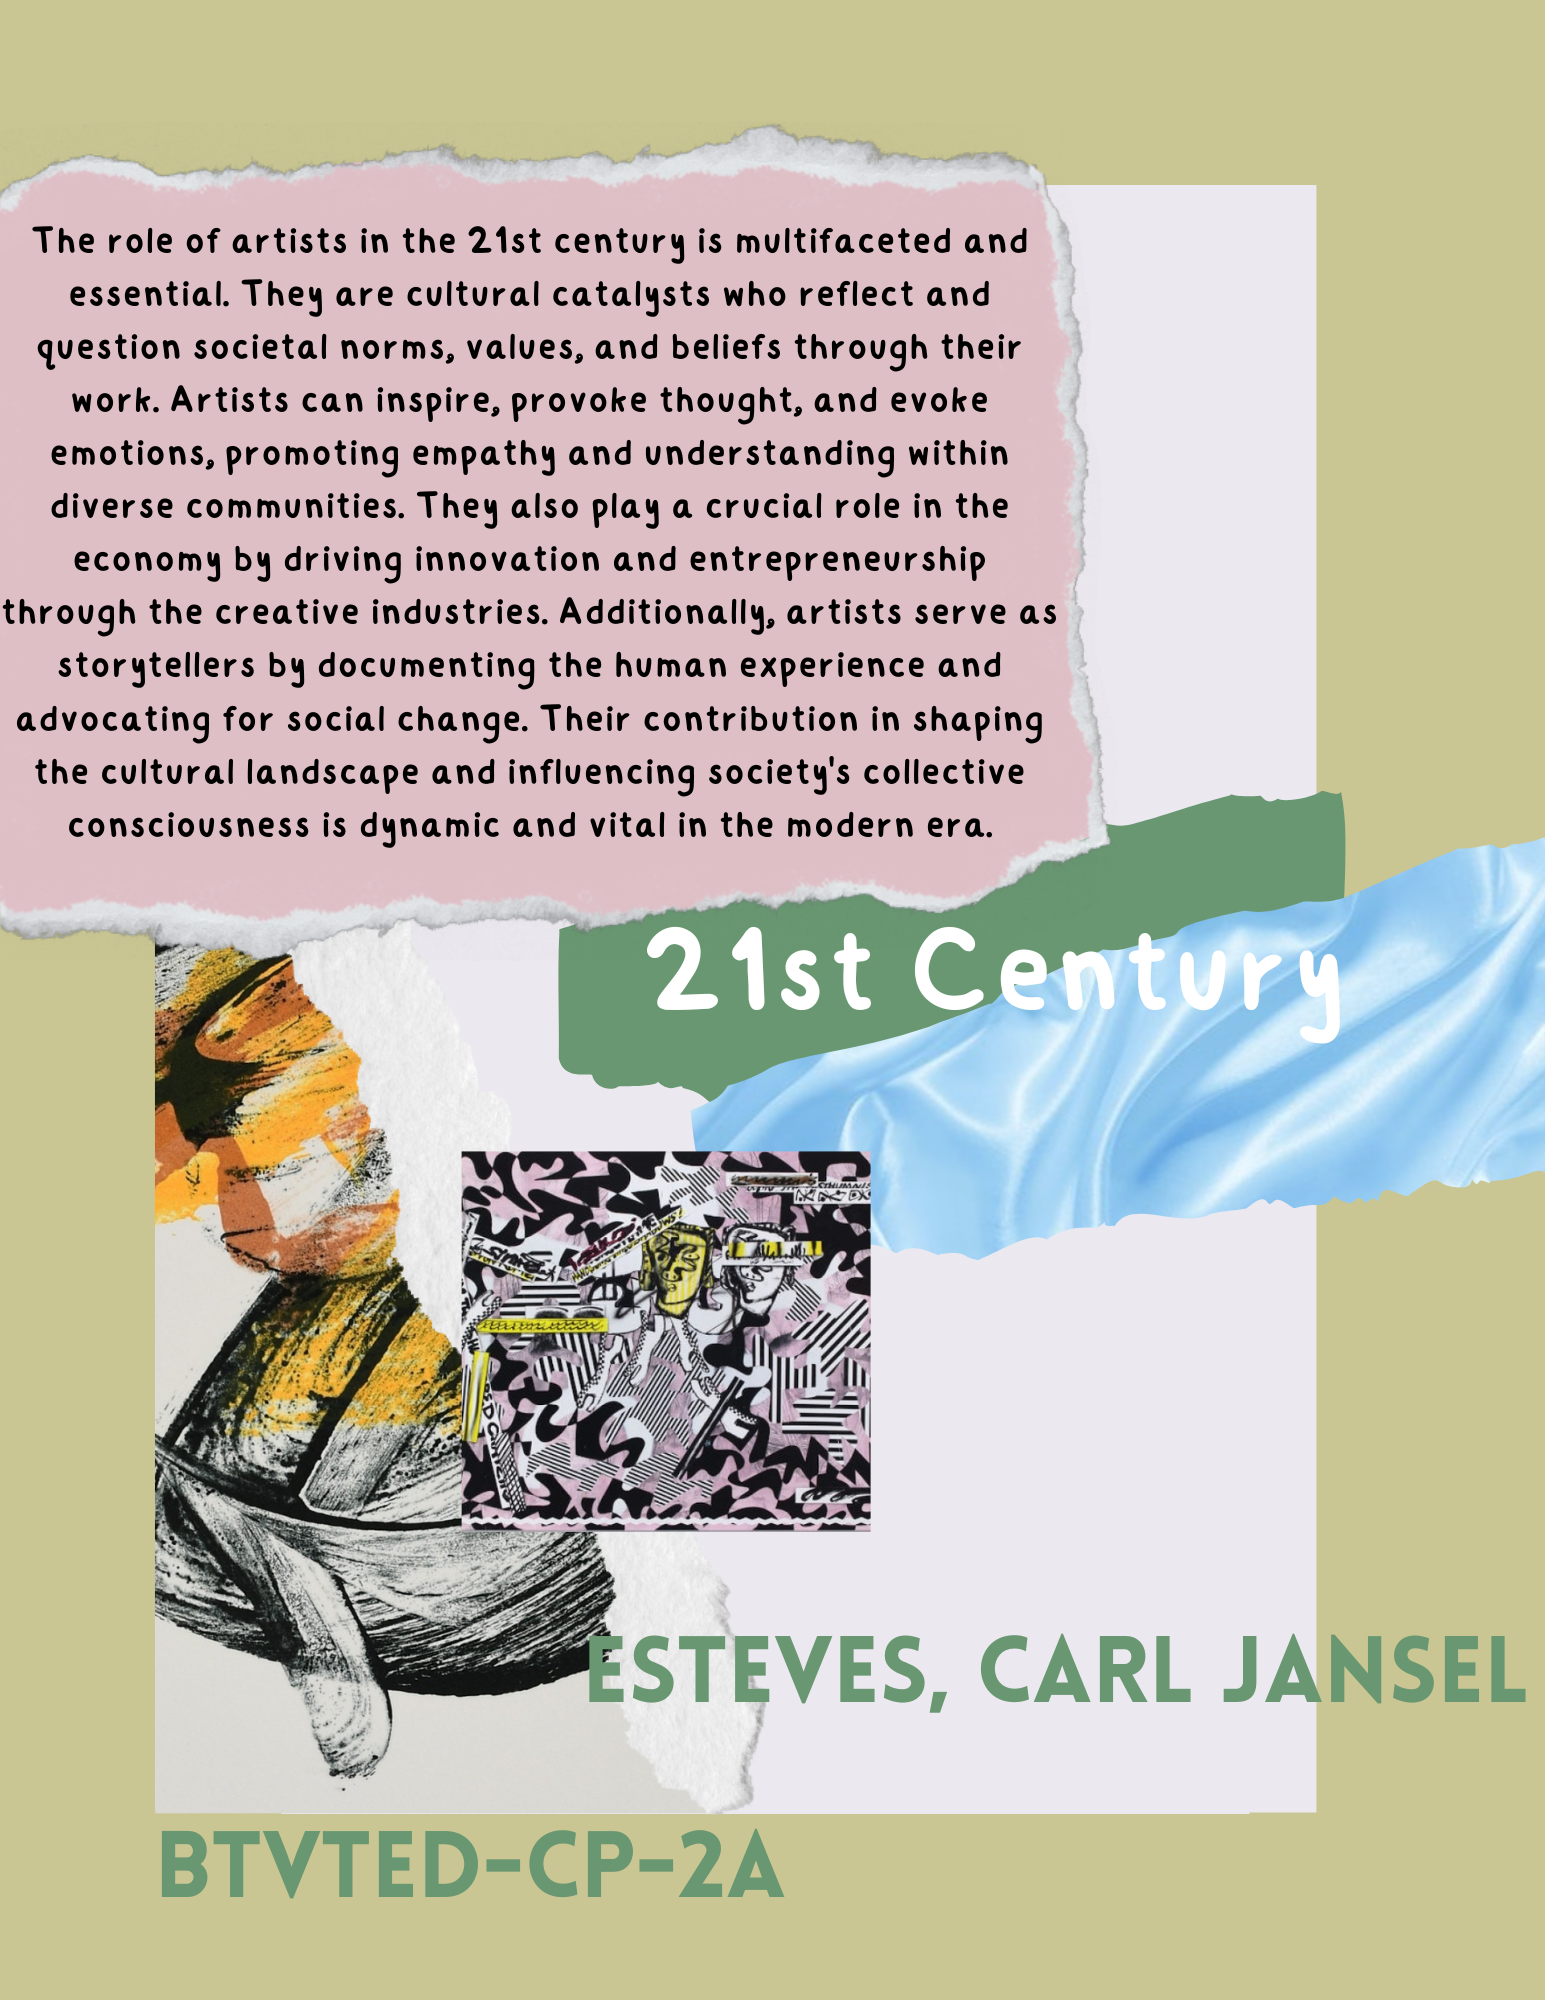 The role of artists in the 21st century is multifaceted and
essential. They are cultural catalysts who reflect and
question societal norms, values, and beliefs through their
work. Artists can inspire, provoke thought, and evoke
emotions, promoting empathy and understanding within
diverse communities. They also play a crucial role in the
economy by driving innovation and entrepreneurship
through the creative industries. Additionally, artists serve as
storytellers by documenting the human experience and
advocating for social change. Their contribution in shaping
the cultural landscape and influencing society's collective
consciousness is dynamic and vital in the modern era.
21st Century
ESTEVES, CARL JANSEL
BTVTED-CP-2A